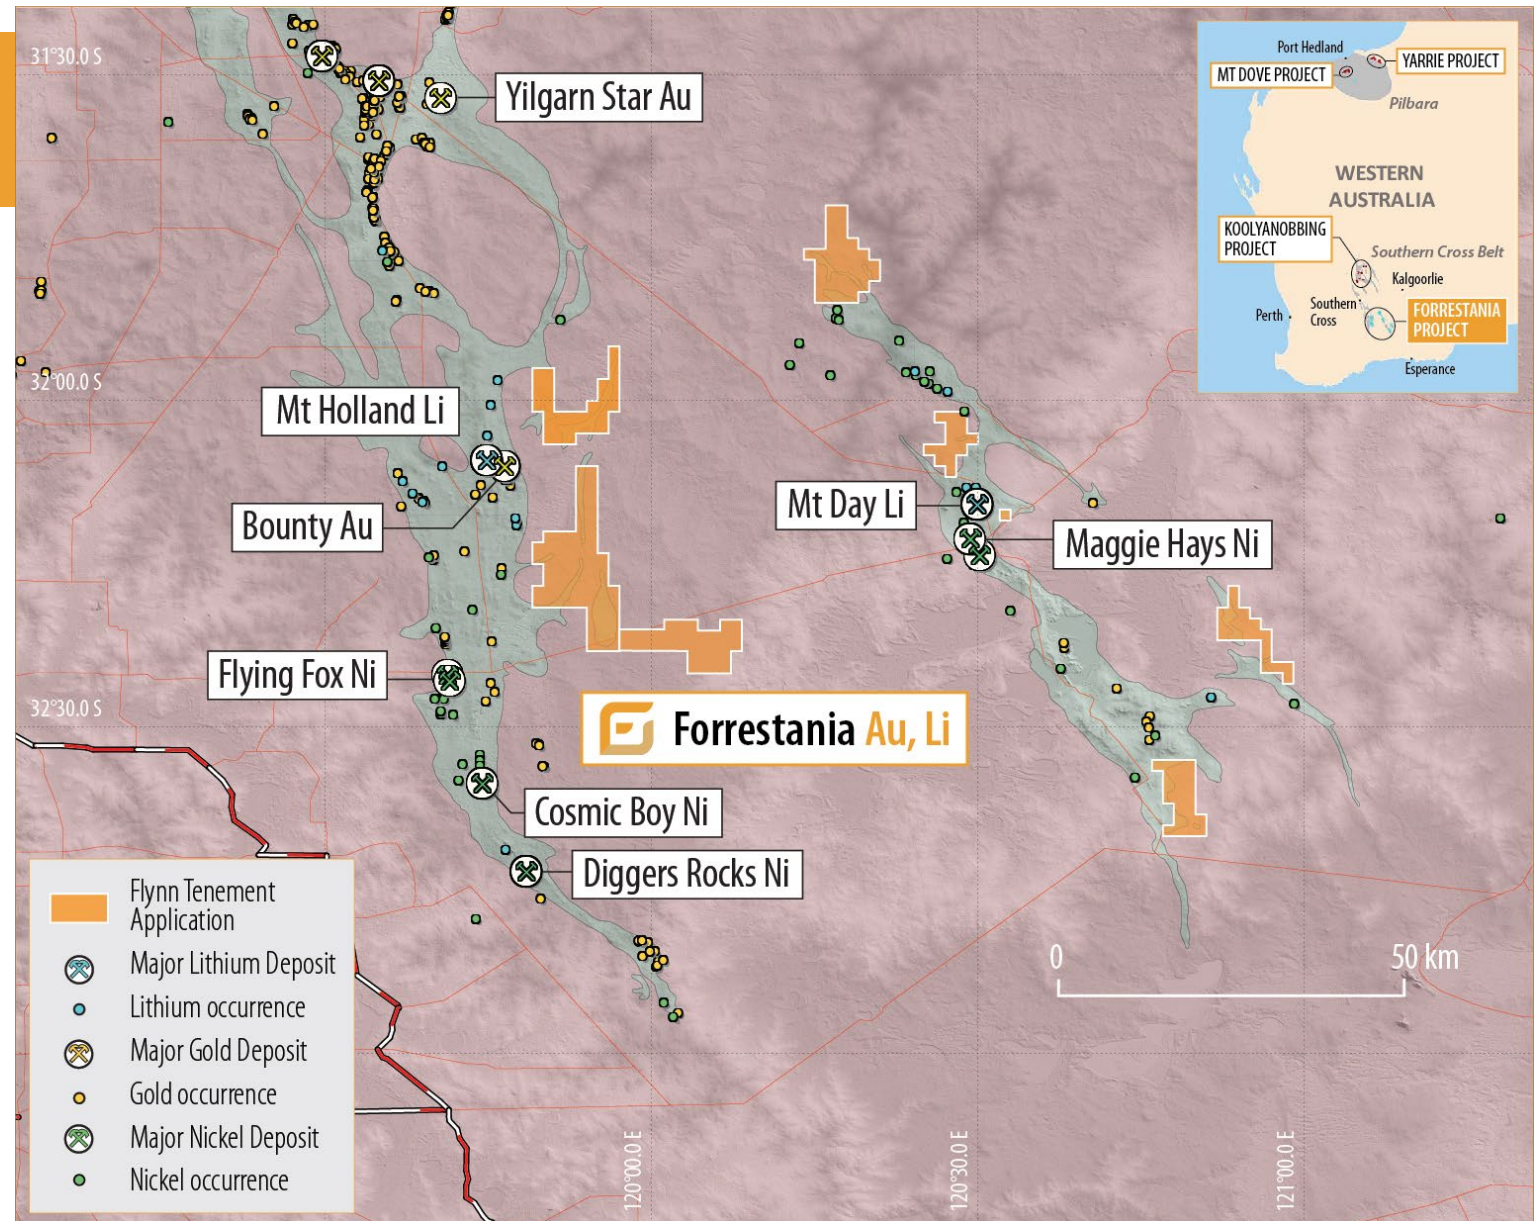 31°30.0 S
Yilgarn Star Au
32°00.0 S
Mt Holland Li
Bounty Au
Mt Day Li
Maggie Hays Ni
Flying Fox Ni
32°30.0 S
Forrestania Au, Li
Cosmic Boy Ni
Diggers Rocks Ni
Port Hedland
YARRIE PROJECT
MT DOVE PROJECT
Pilbara
WESTERN
AUSTRALIA
KOOLYANOBBING
PROJECT
Southern Cross Belt
Kalgoorlie
Southern
Cross
Perth
FORRESTANIA
PROJECT
Esperance
Flynn Tenement
Application
Major Lithium Deposit
Lithium occurrence
Major Gold Deposit
Gold occurrence
Major Nickel Deposit
Nickel occurrence
0 50 km
120°00.0 E
120°30.0 E
121°00.0 E